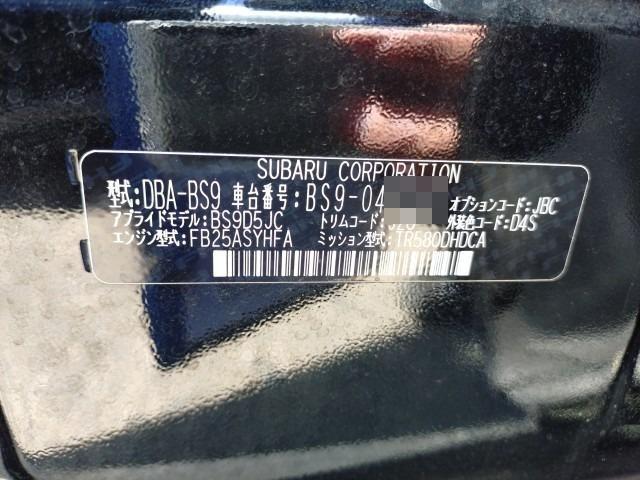 SUBARU CORPORATION
型式:DBA-BS9 車台番号:BS9-04 オプションコード:JBC
アプライドモデル:BS9D5JC トリムコード: 外装色コード:D4S
エンジン型式:FB25ASYHFA ミッション型式:TR580DHDCA